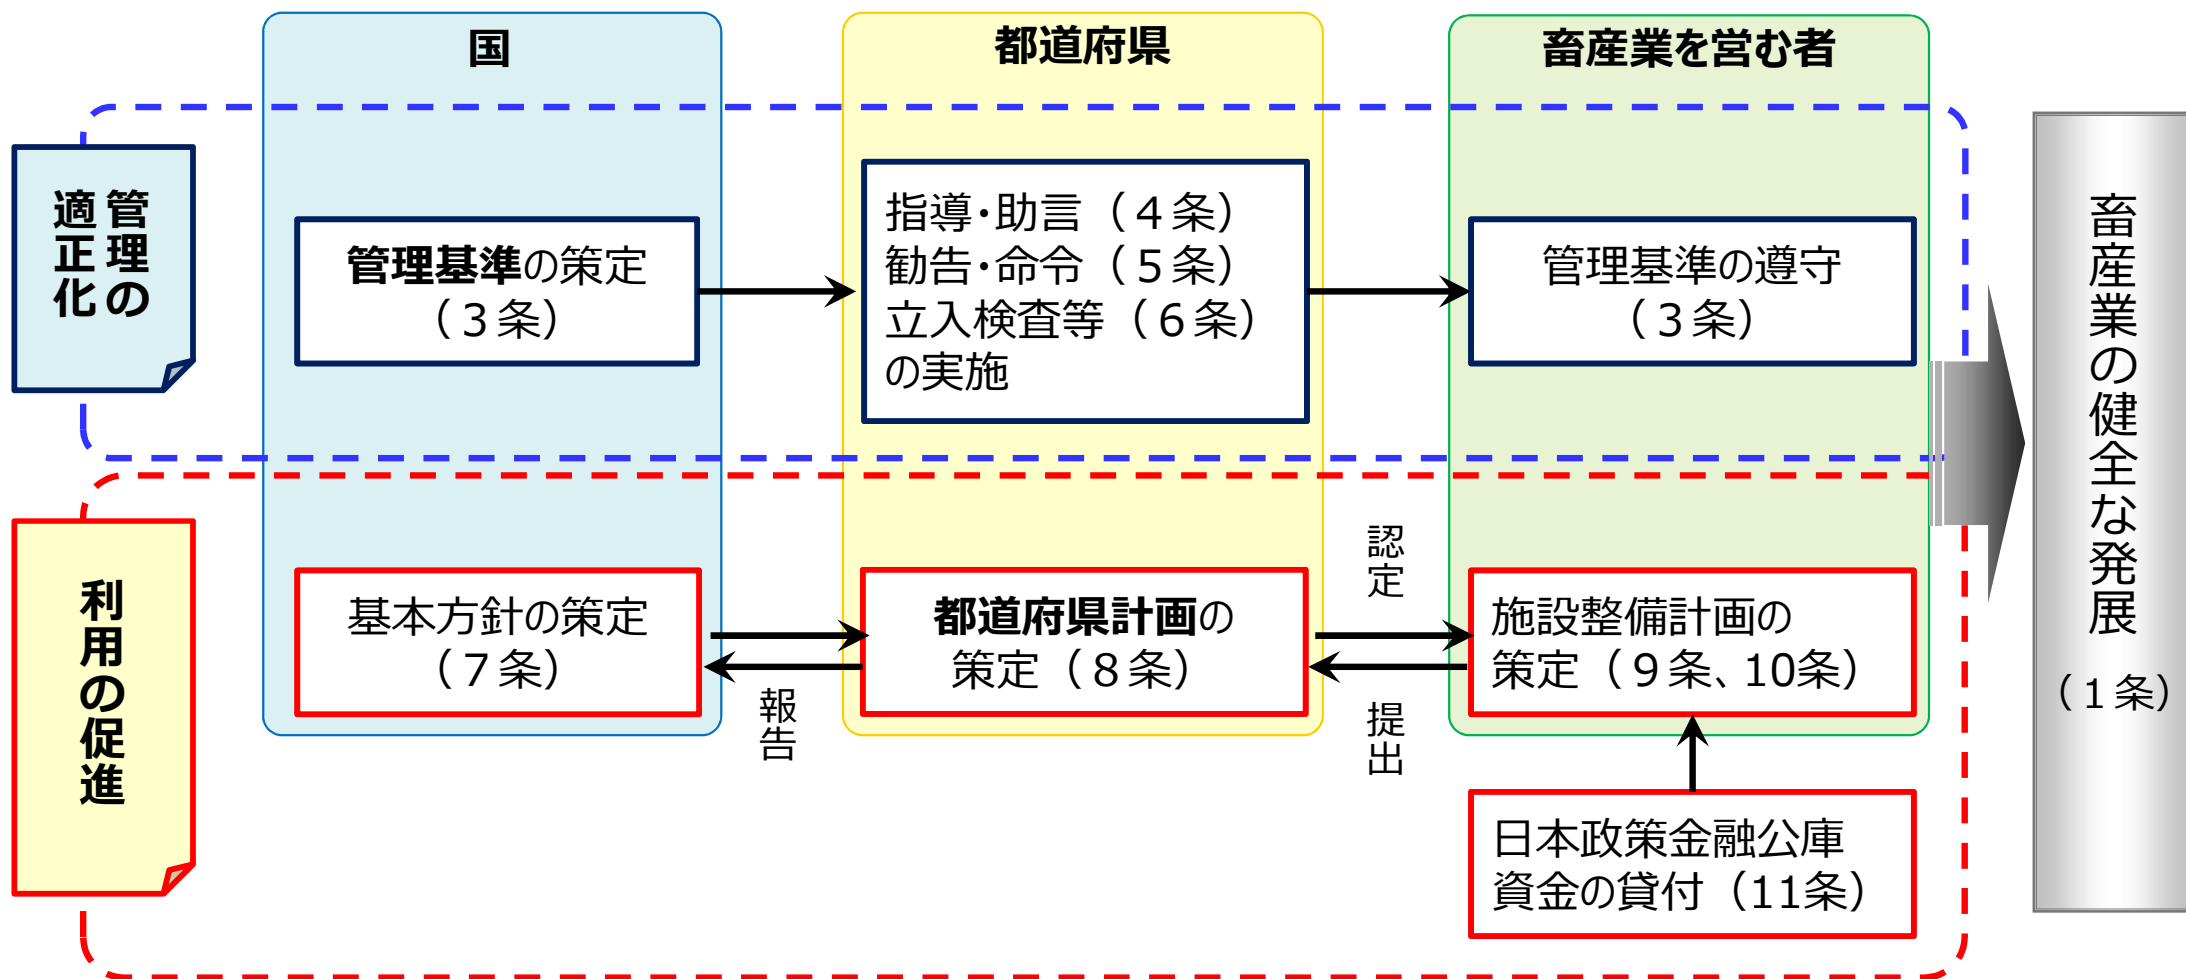 国
都道府県
畜産業を営む者
管理の
適正化
管理基準の策定
（３条）
指導・助言（４条）
勧告・命令（５条）
立入検査等（６条）
の実施
管理基準の遵守
（３条）
利用の促進
基本方針の策定
（７条）
報告
都道府県計画の
策定（８条）
認定
提出
施設整備計画の
策定（９条、10条）
日本政策金融公庫
資金の貸付（11条）
畜産業の健全な発展
（１条）